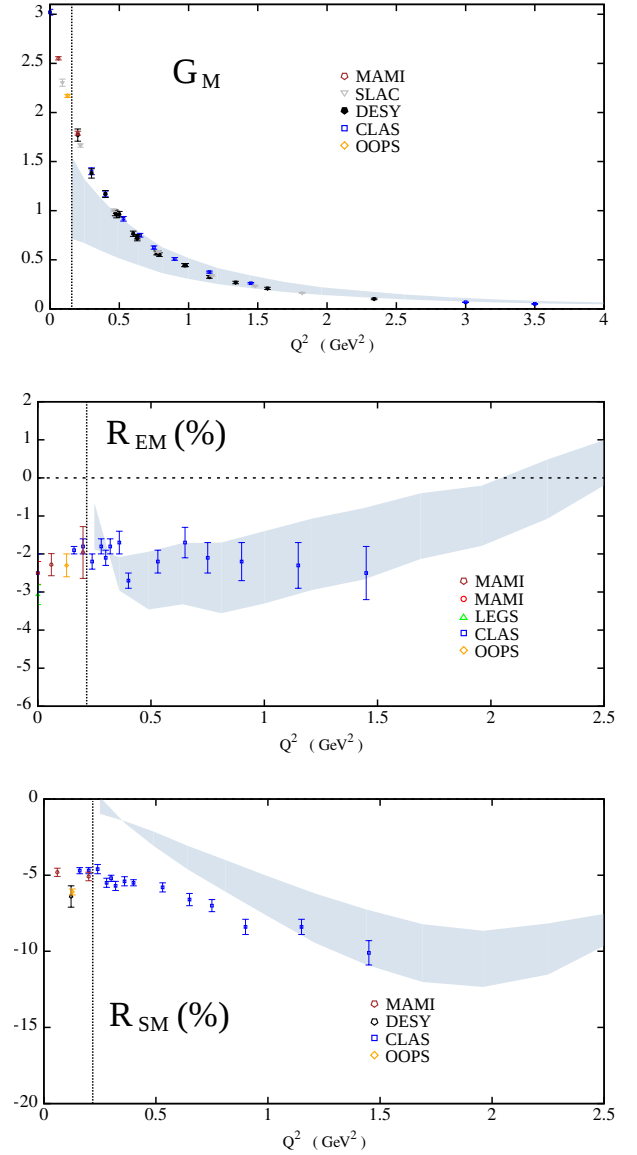 3
2.5
2
1.5
1
0.5
0
G M
MAMI
SLAC
DESY
CLAS
OOPS
0 0.5 1 1.5 2 2.5 3 3.5 4
Q² (GeV²)
2
1
0
-1
-2
-3
-4
-5
-6
R EM (%)
MAMI
MAMI
LEGS
CLAS
OOPS
0 0.5 1 1.5 2 2.5
Q² (GeV²)
0
-5
-10
-15
-20
R SM (%)
MAMI
DESY
CLAS
OOPS
0 0.5 1 1.5 2 2.5
Q² (GeV²)